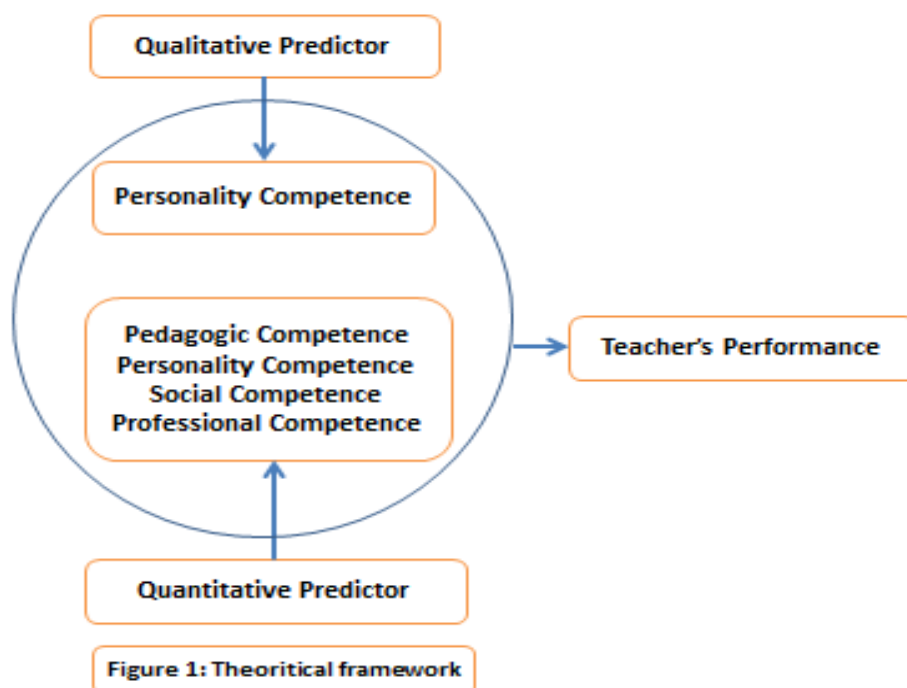 Qualitative Predictor
Personality Competence
Pedagogic Competence
Personality Competence
Social Competence
Professional Competence
Teacher's Performance
Quantitative Predictor
Figure 1: Theoritical framework